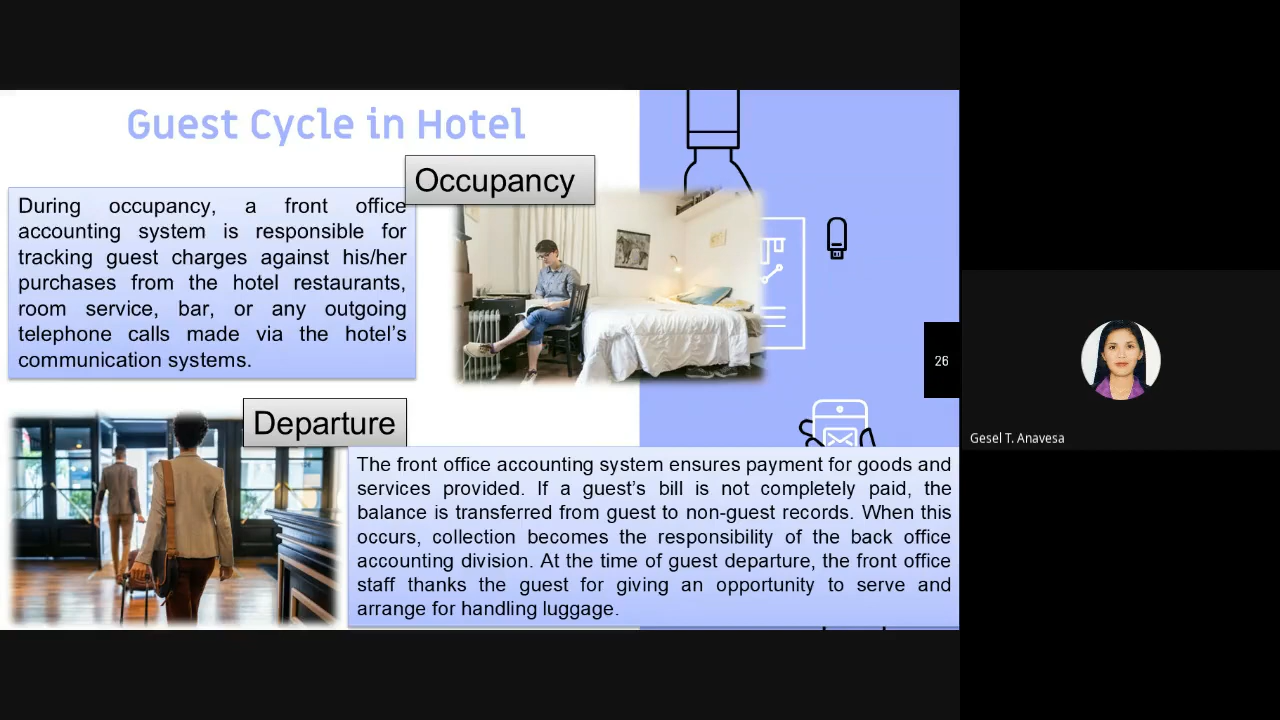 Guest Cycle in Hotel
Occupancy
During occupancy, a front office
accounting system is responsible for
tracking guest charges against his/her
purchases from the hotel restaurants,
room service, bar, or any outgoing
telephone calls made via the hotel’s
communication systems.
26
Departure
The front office accounting system ensures payment for goods and
services provided. If a guest’s bill is not completely paid, the
balance is transferred from guest to non-guest records. When this
occurs, collection becomes the responsibility of the back office
accounting division. At the time of guest departure, the front office
staff thanks the guest for giving an opportunity to serve and
arrange for handling luggage.
Gesel T. Anavesa